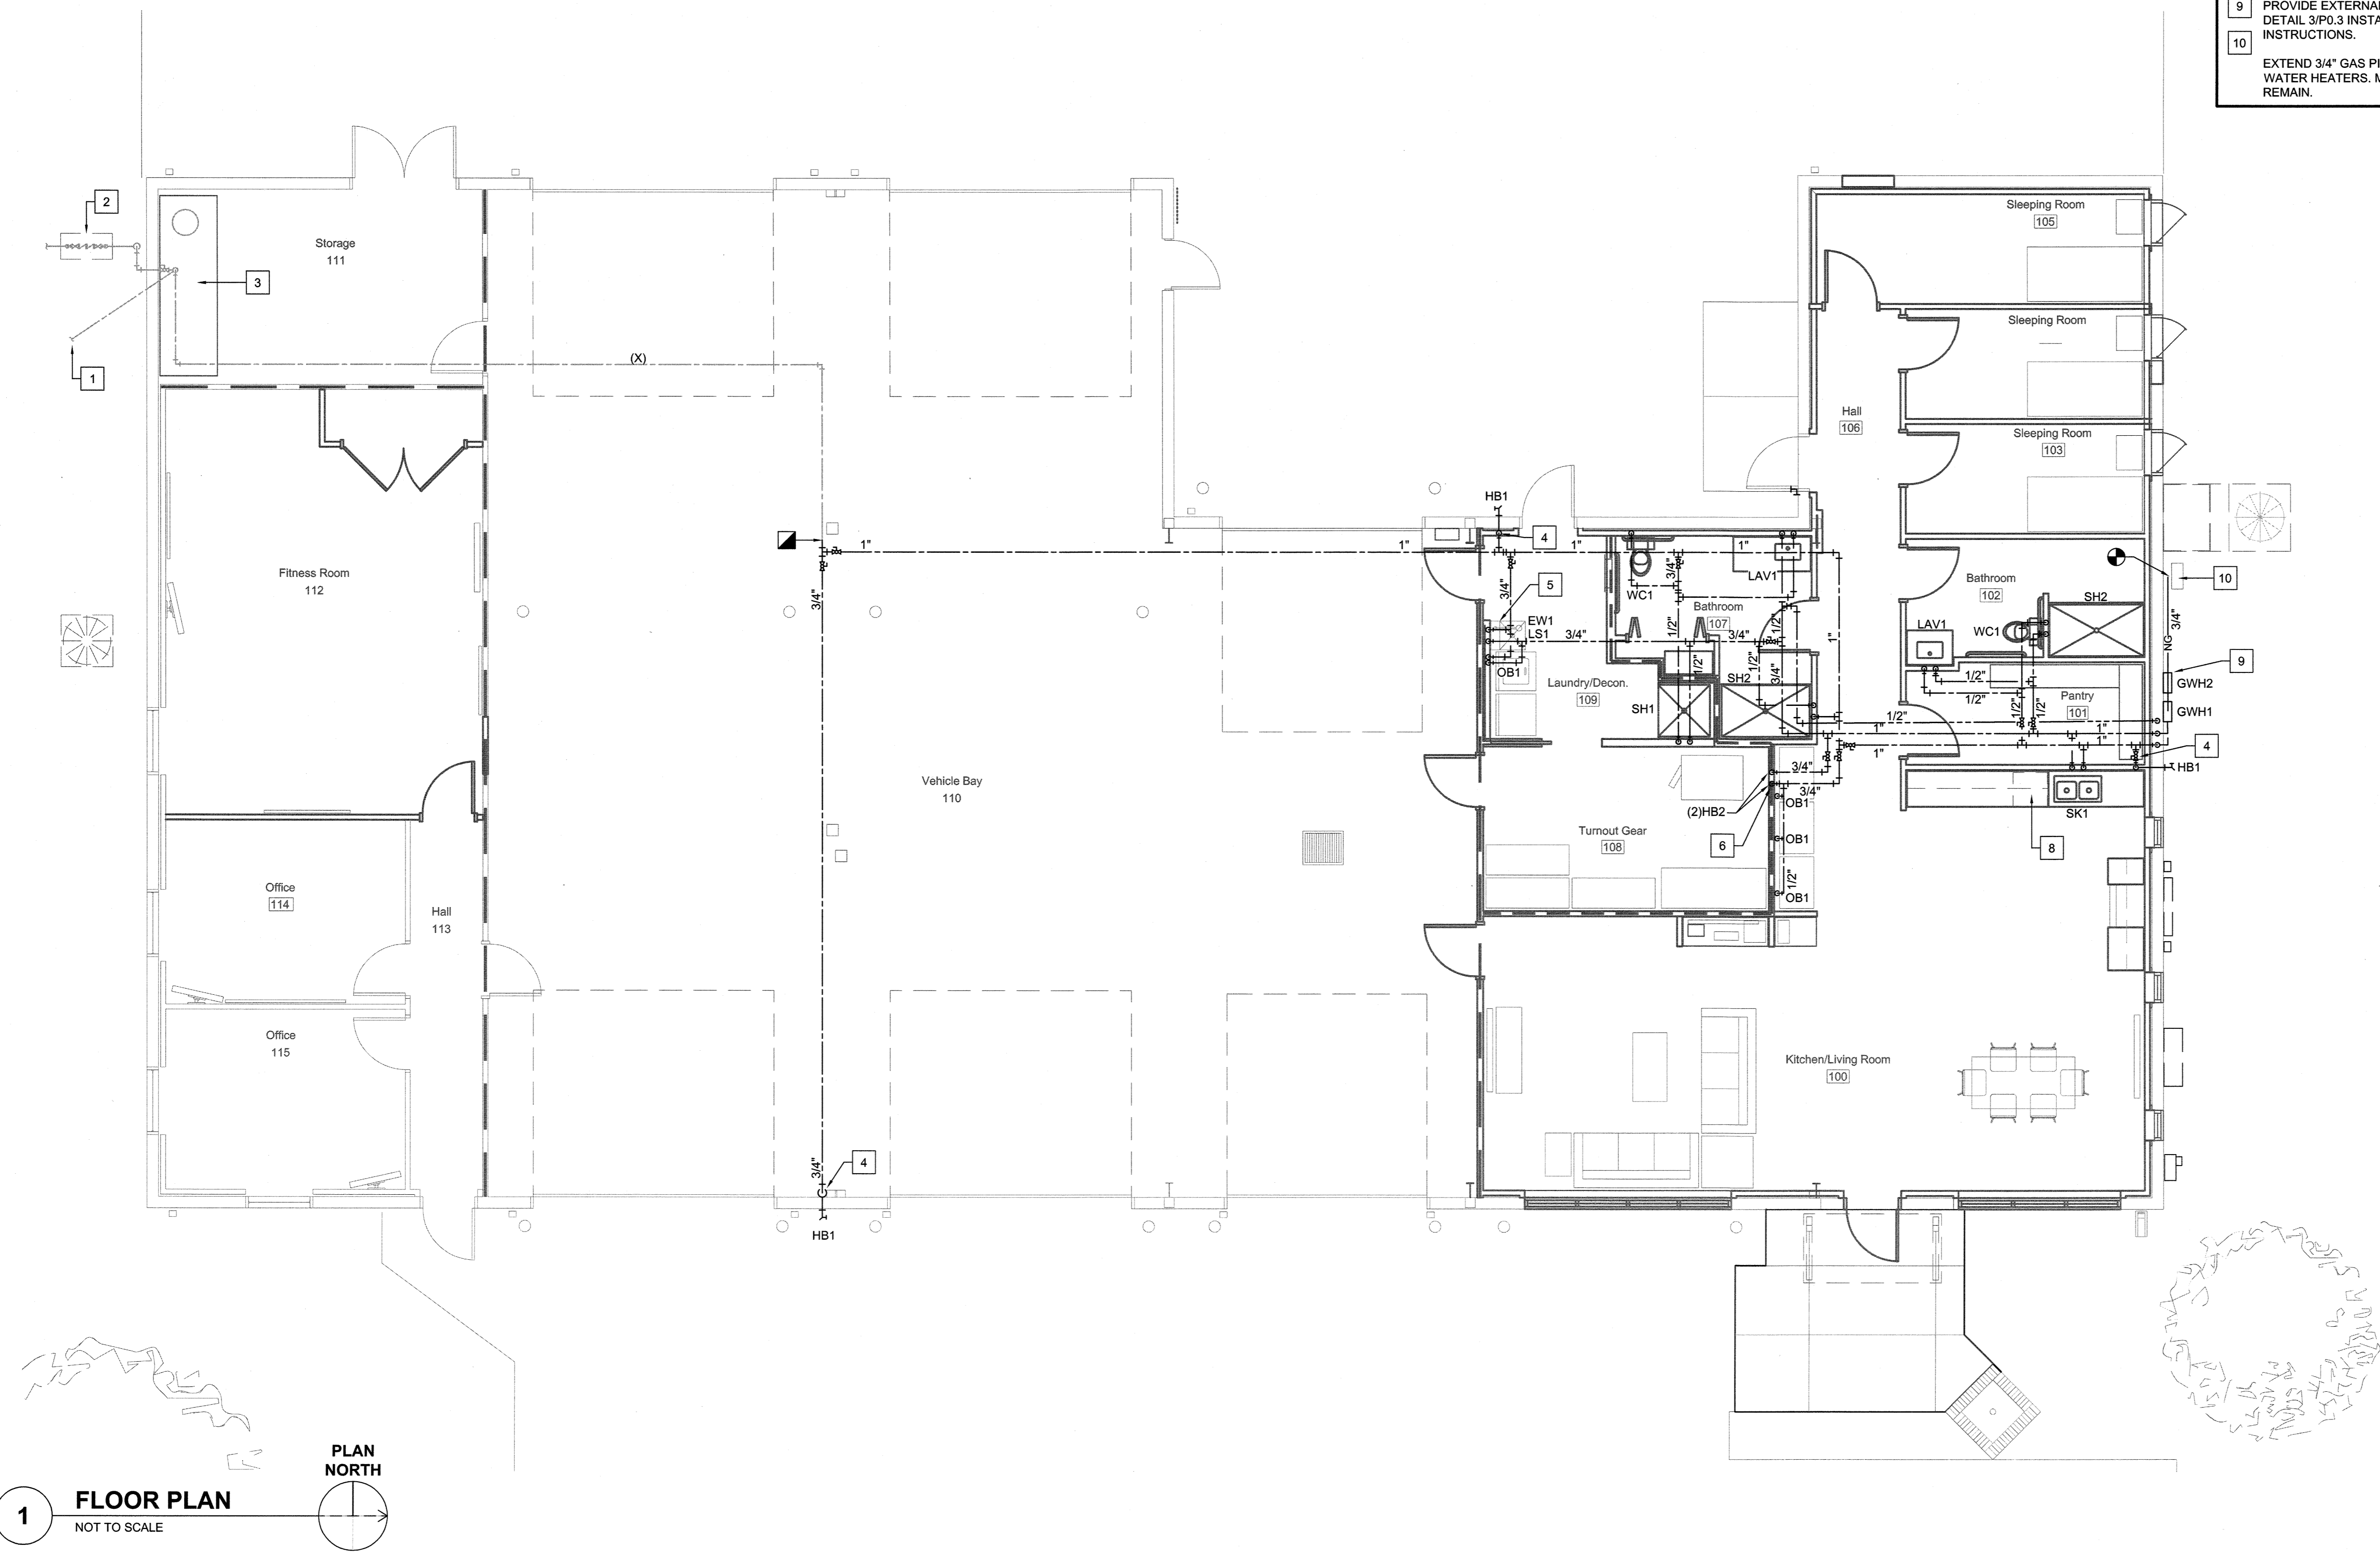 9
PROVIDE EXTERNA
DETAIL 3/P0.3 INSTA
INSTRUCTIONS.
10
EXTEND 3/4" GAS PI
WATER HEATERS. M
REMAIN.
2
Storage
111
3
1
(X)
Sleeping Room
105
Sleeping Room
Sleeping Room
103
Hall
106
HB1
4
1"
1"
1"
1"
3/4"
3/4"
3/4"
5
EW1
LS1
OB1
3/4"
3/4"
WC1
LAV1
Bathroom
107
1/2"
1/2"
1/2"
1/2"
3/4"
1"
SH2
SH1
Laundry/Decon.
109
Fitness Room
112
Bathroom
102
SH2
LAV1
WC1
10
3/4"
NG
9
GWH2
GWH1
1/2"
1/2"
1/2"
1/2"
Pantry
101
1/2"
1"
1"
1"
1"
4
HB1
3/4"
3/4"
OB1
(2)HB2
OB1
6
1/2"
OB1
SK1
8
Vehicle Bay
110
Turnout Gear
108
Office
114
Hall
113
Office
115
Kitchen/Living Room
100
3/4"
4
HB1
PLAN
NORTH
1
FLOOR PLAN
NOT TO SCALE